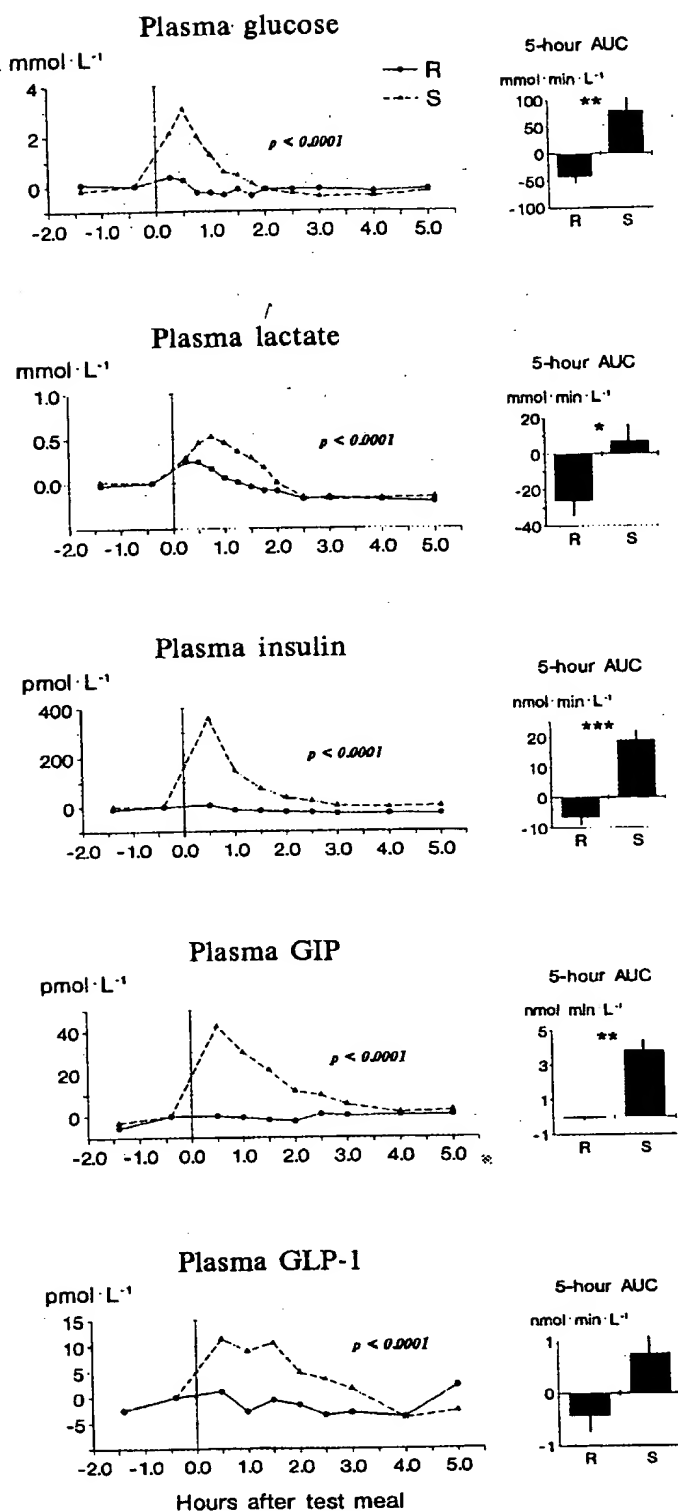 Plasma glucose
5-hour AUC
mmol·L⁻¹
R
S
mmol·min·L⁻¹
4
2
0
p < 0.0001
-2.0 -1.0 0.0 1.0 2.0 3.0 4.0 5.0
100
50
0
-50
-100
**
R S
Plasma lactate
5-hour AUC
mmol·L⁻¹
mmol·min·L⁻¹
1.0
0.5
0.0
p < 0.0001
-2.0 -1.0 0.0 1.0 2.0 3.0 4.0 5.0
20
0
-20
-40
*
R S
Plasma insulin
5-hour AUC
pmol·L⁻¹
nmol·min·L⁻¹
400
200
0
p < 0.0001
-2.0 -1.0 0.0 1.0 2.0 3.0 4.0 5.0
20
10
0
-10
***
R S
Plasma GIP
5-hour AUC
pmol·L⁻¹
nmol min L⁻¹
40
20
0
p < 0.0001
-2.0 -1.0 0.0 1.0 2.0 3.0 4.0 5.0
5
3
1
-1
**
R S
Plasma GLP-1
5-hour AUC
pmol·L⁻¹
nmol·min·L⁻¹
15
10
5
0
-5
p < 0.0001
-2.0 -1.0 0.0 1.0 2.0 3.0 4.0 5.0
1
0
-1
R S
Hours after test meal